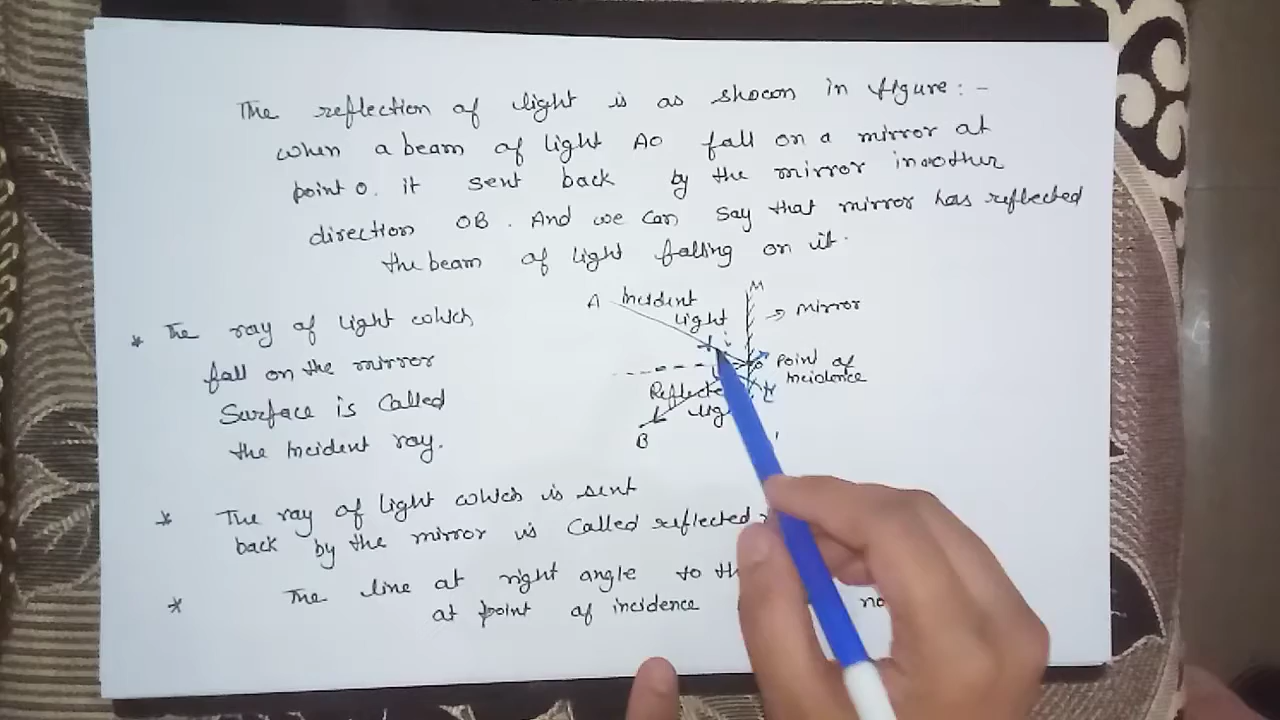 The reflection of light is as shown in figure : -
when a beam of light AO fall on a mirror at
point O. it sent back by the mirror in other
direction OB. And we can say that mirror has reflected
the beam of light falling on it.
* The ray of light which
fall on the mirror
Surface is Called
the Incident ray.
A Incident
light
M
→ mirror
i
O
Point of
Incidence
B
* The ray of light which is sent
back by the mirror is Called reflected
* The line at right angle to
at point of incidence